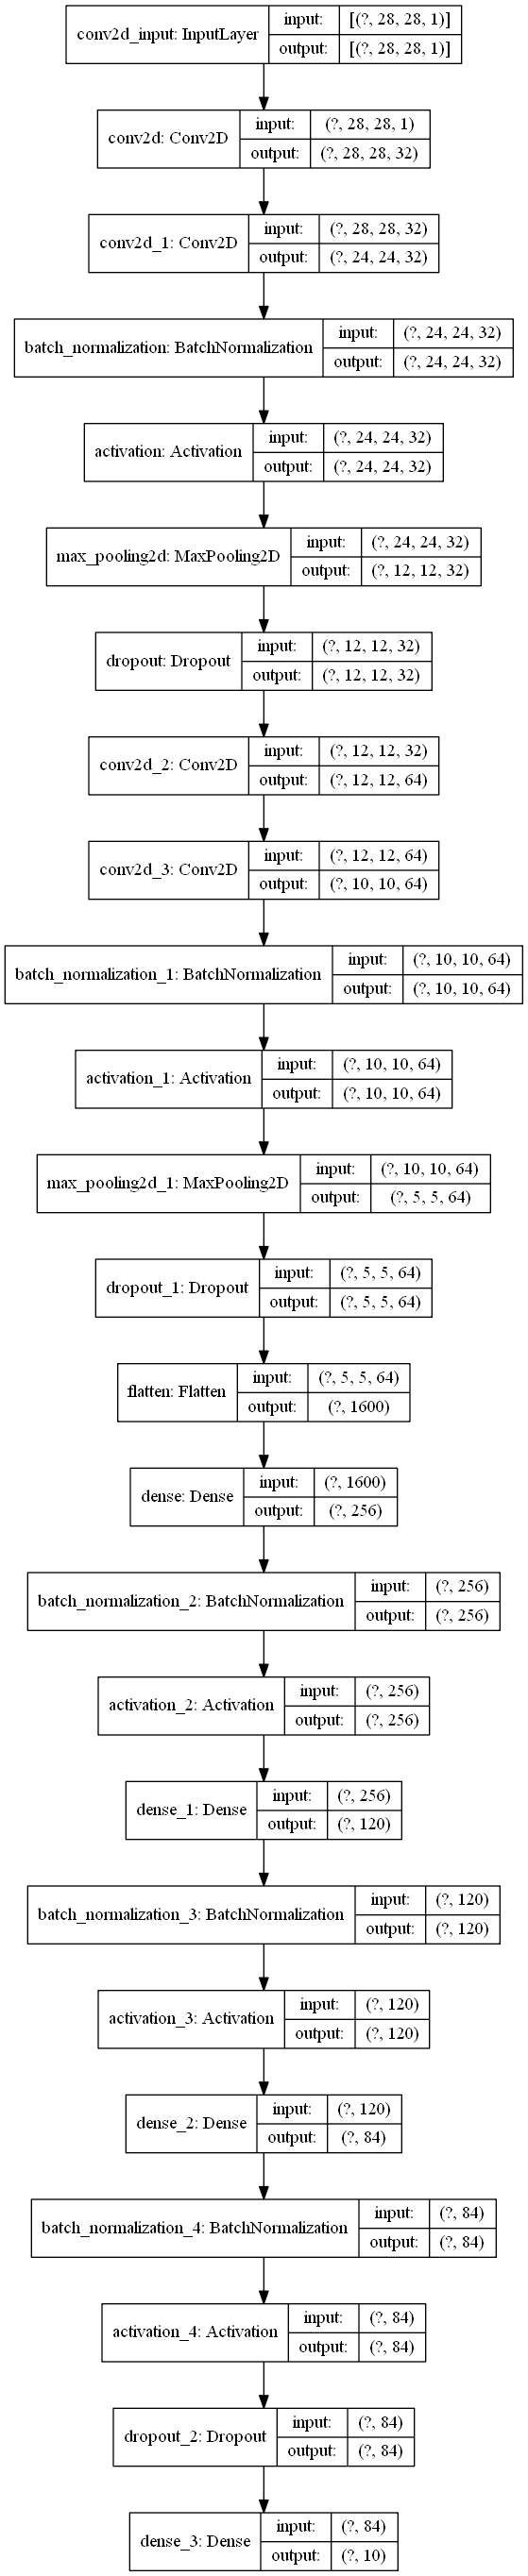 conv2d_input: InputLayer
input: [(?, 28, 28, 1)]
output: [(?, 28, 28, 1)]
conv2d: Conv2D
input: (?, 28, 28, 1)
output: (?, 28, 28, 32)
conv2d_1: Conv2D
input: (?, 28, 28, 32)
output: (?, 24, 24, 32)
batch_normalization: BatchNormalization
input: (?, 24, 24, 32)
output: (?, 24, 24, 32)
activation: Activation
input: (?, 24, 24, 32)
output: (?, 24, 24, 32)
max_pooling2d: MaxPooling2D
input: (?, 24, 24, 32)
output: (?, 12, 12, 32)
dropout: Dropout
input: (?, 12, 12, 32)
output: (?, 12, 12, 32)
conv2d_2: Conv2D
input: (?, 12, 12, 32)
output: (?, 12, 12, 64)
conv2d_3: Conv2D
input: (?, 12, 12, 64)
output: (?, 10, 10, 64)
batch_normalization_1: BatchNormalization
input: (?, 10, 10, 64)
output: (?, 10, 10, 64)
activation_1: Activation
input: (?, 10, 10, 64)
output: (?, 10, 10, 64)
max_pooling2d_1: MaxPooling2D
input: (?, 10, 10, 64)
output: (?, 5, 5, 64)
dropout_1: Dropout
input: (?, 5, 5, 64)
output: (?, 5, 5, 64)
flatten: Flatten
input: (?, 5, 5, 64)
output: (?, 1600)
dense: Dense
input: (?, 1600)
output: (?, 256)
batch_normalization_2: BatchNormalization
input: (?, 256)
output: (?, 256)
activation_2: Activation
input: (?, 256)
output: (?, 256)
dense_1: Dense
input: (?, 256)
output: (?, 120)
batch_normalization_3: BatchNormalization
input: (?, 120)
output: (?, 120)
activation_3: Activation
input: (?, 120)
output: (?, 120)
dense_2: Dense
input: (?, 120)
output: (?, 84)
batch_normalization_4: BatchNormalization
input: (?, 84)
output: (?, 84)
activation_4: Activation
input: (?, 84)
output: (?, 84)
dropout_2: Dropout
input: (?, 84)
output: (?, 84)
dense_3: Dense
input: (?, 84)
output: (?, 10)